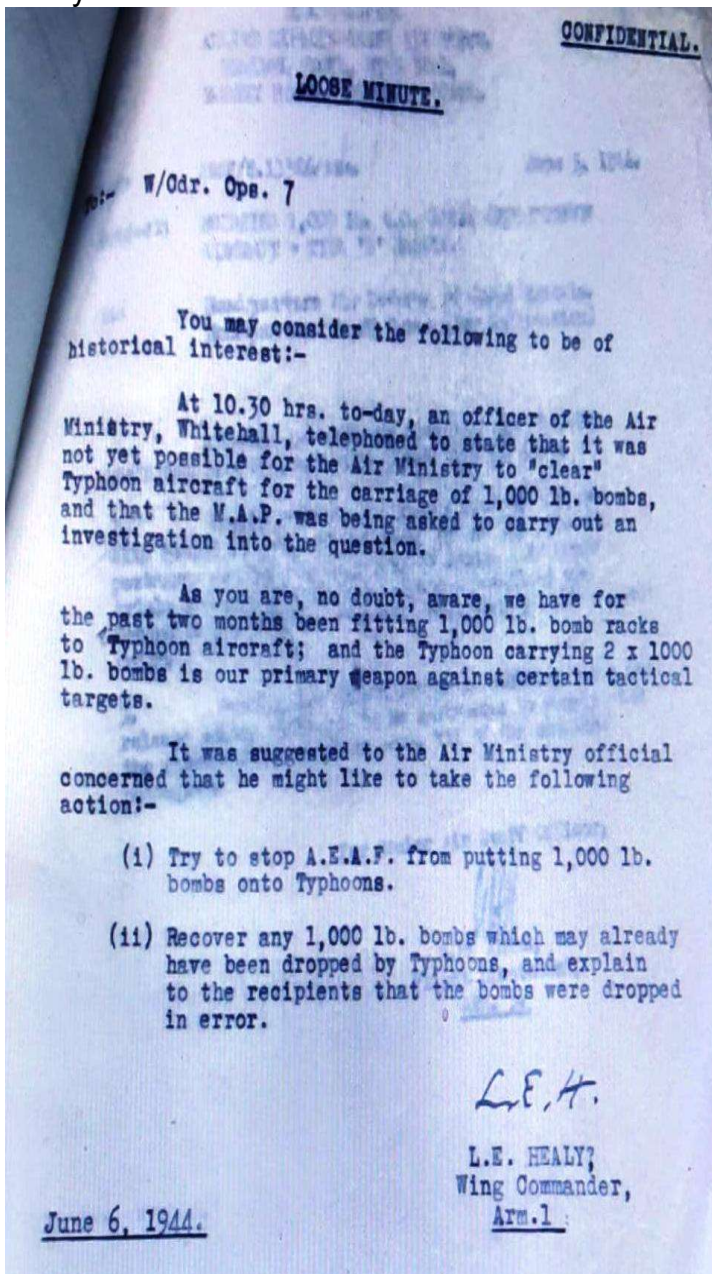 CONFIDENTIAL.
LOOSE MINUTE.
To:- W/Cdr. Ops. 7
You may consider the following to be of
historical interest:-
At 10.30 hrs. to-day, an officer of the Air
Ministry, Whitehall, telephoned to state that it was
not yet possible for the Air Ministry to "clear"
Typhoon aircraft for the carriage of 1,000 lb. bombs,
and that the M.A.P. was being asked to carry out an
investigation into the question.
As you are, no doubt, aware, we have for
the past two months been fitting 1,000 lb. bomb racks
to Typhoon aircraft; and the Typhoon carrying 2 x 1000
lb. bombs is our primary weapon against certain tactical
targets.
It was suggested to the Air Ministry official
concerned that he might like to take the following
action:-
(i) Try to stop A.E.A.F. from putting 1,000 lb.
bombs onto Typhoons.
(ii) Recover any 1,000 lb. bombs which may already
have been dropped by Typhoons, and explain
to the recipients that the bombs were dropped
in error.
L.E.H.
L.E. HEALY,
Wing Commander,
Arm.1
June 6, 1944.